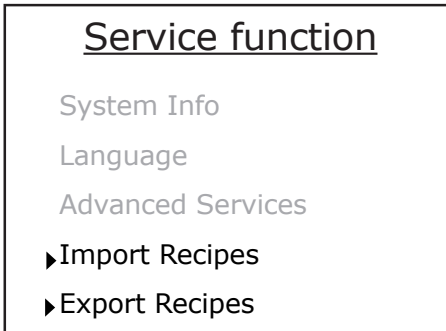 Service function
System Info
Language
Advanced Services
Import Recipes
Export Recipes